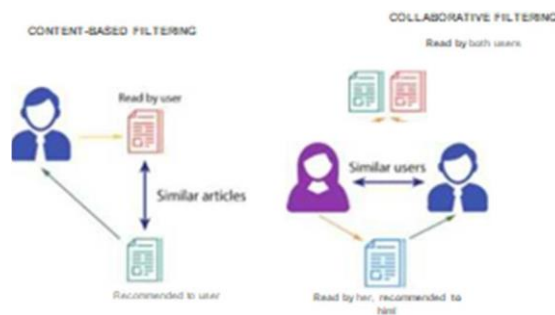 CONTENT-BASED FILTERING
Read by user
Similar articles
Recommended to user
COLLABORATIVE FILTERING
Read by both users
Similar users
Read by her, recommended to
him!